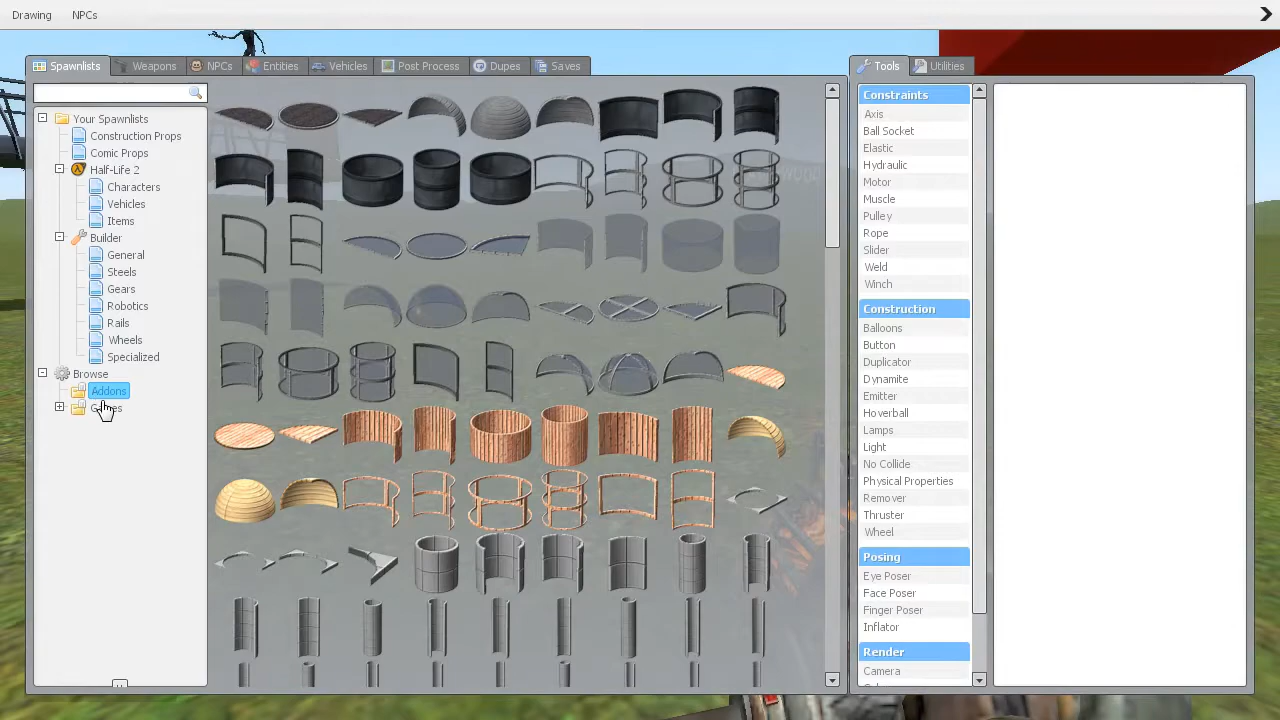 Drawing NPCs
Spawnlists Weapons NPCs Entities Vehicles Post Process Dupes Saves
Tools Utilities
Your Spawnlists
Construction Props
Comic Props
Half-Life 2
Characters
Vehicles
Items
Builder
General
Steels
Gears
Robotics
Rails
Wheels
Specialized
Browse
Addons
Games
Constraints
Axis
Ball Socket
Elastic
Hydraulic
Motor
Muscle
Pulley
Rope
Slider
Weld
Winch
Construction
Balloons
Button
Duplicator
Dynamite
Emitter
Hoverball
Lamps
Light
No Collide
Physical Properties
Remover
Thruster
Wheel
Posing
Eye Poser
Face Poser
Finger Poser
Inflator
Render
Camera